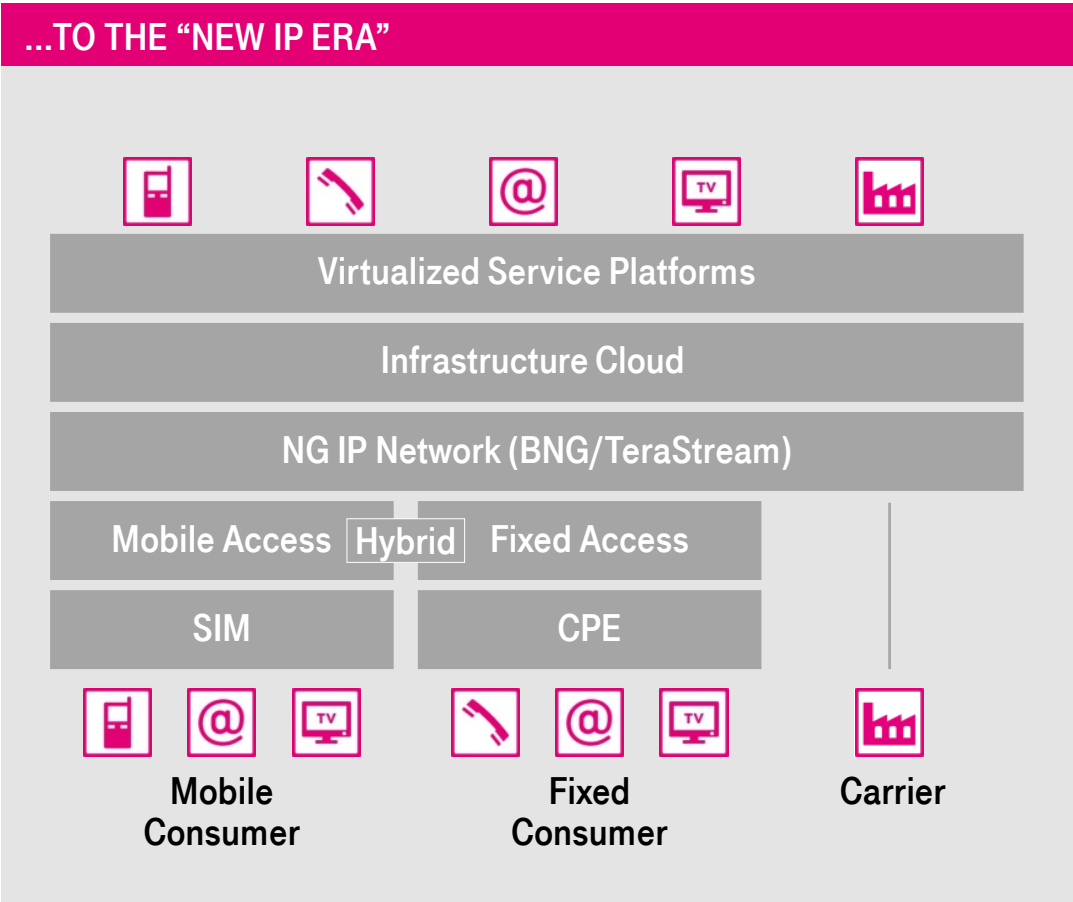 ...TO THE “NEW IP ERA”
@
TV
Virtualized Service Platforms
Infrastructure Cloud
NG IP Network (BNG/TeraStream)
Mobile Access
Hybrid
Fixed Access
SIM
CPE
@
TV
@
TV
Mobile
Consumer
Fixed
Consumer
Carrier